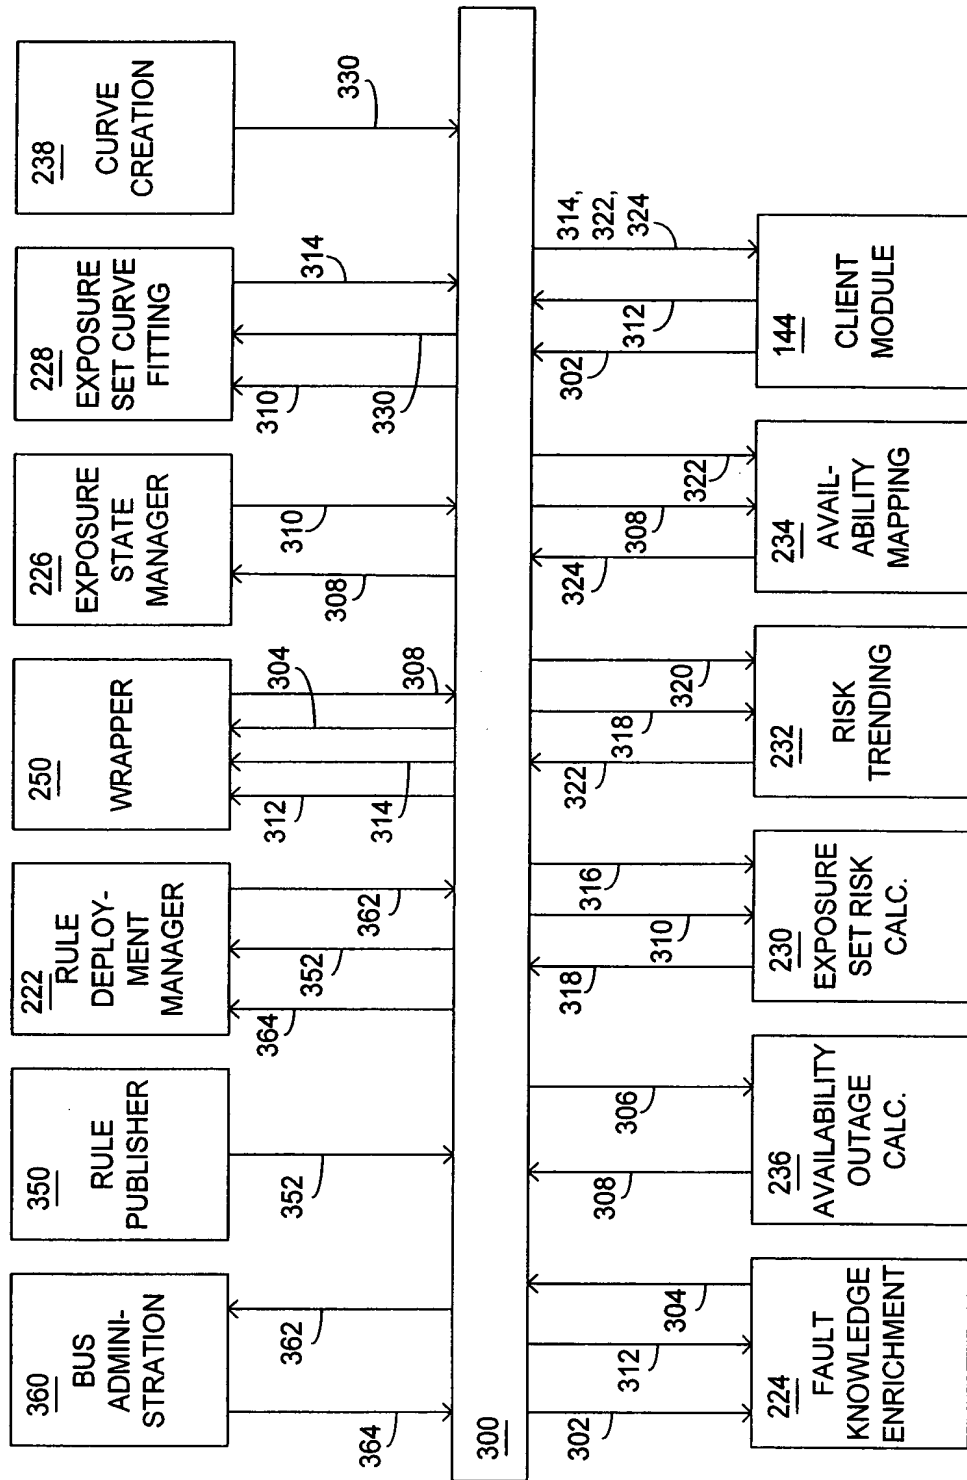 360
BUS
ADMINI-
STRATION
364
362
350
RULE
PUBLISHER
352
222
RULE
DEPLOY-
MENT
MANAGER
364
352
362
250
WRAPPER
312
314
304
308
226
EXPOSURE
STATE
MANAGER
308
310
228
EXPOSURE
SET CURVE
FITTING
310
330
314
238
CURVE
CREATION
330
300
302
312
304
224
FAULT
KNOWLEDGE
ENRICHMENT
308
306
236
AVAILABILITY
OUTAGE
CALC.
318
310
316
230
EXPOSURE
SET RISK
CALC.
322
318
320
232
RISK
TRENDING
324
308
322
234
AVAIL-
ABILITY
MAPPING
302
312
314,
322,
324
144
CLIENT
MODULE